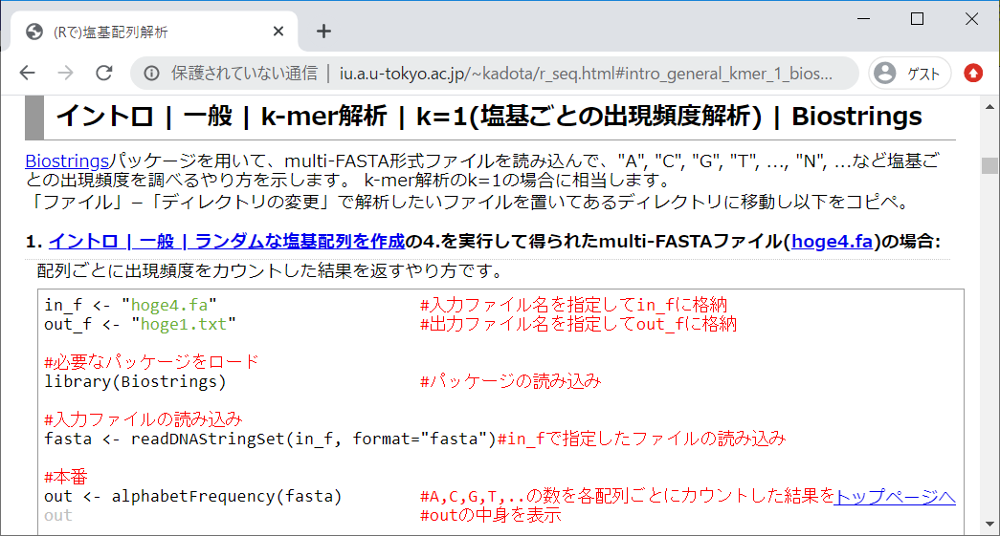 (Rで)塩基配列解析
保護されていない通信 | iu.a.u-tokyo.ac.jp/~kadota/r_seq.html#intro_general_kmer_1_bios... ゲスト
イントロ | 一般 | k-mer解析 | k=1(塩基ごとの出現頻度解析) | Biostrings
Biostringsパッケージを用いて、multi-FASTA形式ファイルを読み込んで、"A", "C", "G", "T", ..., "N", ...など塩基ご
との出現頻度を調べるやり方を示します。 k-mer解析のk=1の場合に相当します。
「ファイル」－「ディレクトリの変更」で解析したいファイルを置いてあるディレクトリに移動し以下をコピペ。
1. イントロ | 一般 | ランダムな塩基配列を作成の4.を実行して得られたmulti-FASTAファイル(hoge4.fa)の場合:
配列ごとに出現頻度をカウントした結果を返すやり方です。
in_f <- "hoge4.fa" #入力ファイル名を指定してin_fに格納
out_f <- "hoge1.txt" #出力ファイル名を指定してout_fに格納
#必要なパッケージをロード
library(Biostrings) #パッケージの読み込み
#入力ファイルの読み込み
fasta <- readDNAStringSet(in_f, format="fasta")#in_fで指定したファイルの読み込み
#本番
out <- alphabetFrequency(fasta) #A,C,G,T,..の数を各配列ごとにカウントした結果を トップページへ
out #outの中身を表示